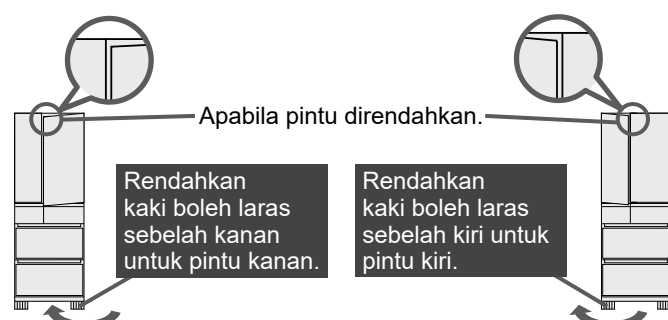 Apabila pintu direndahkan.
Rendahkan
kaki boleh laras
sebelah kanan
untuk pintu kanan.
Rendahkan
kaki boleh laras
sebelah kiri untuk
pintu kiri.